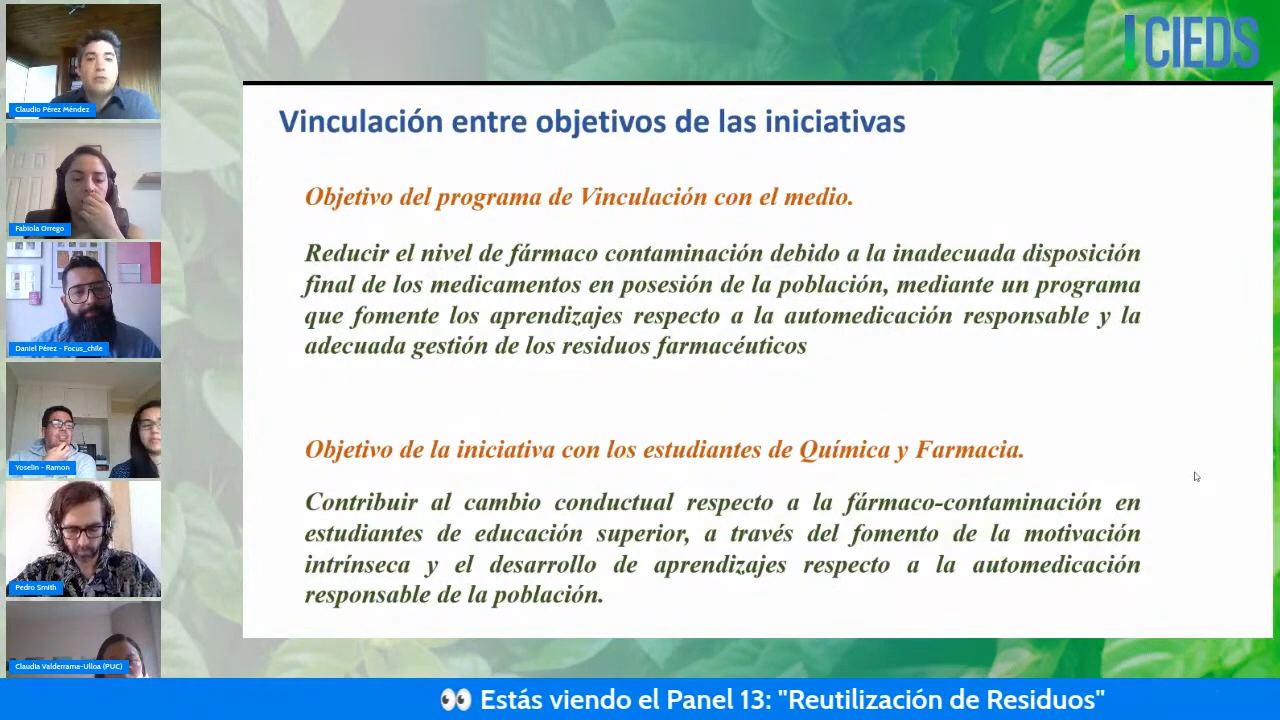 CIEDS
Claudio Pérez Méndez
Fabiola Orrego
Daniel Pérez - Focus_chile
Yoselin - Ramon
Pedro Smith
Claudia Valderrama-Ulloa (PUC)
Vinculación entre objetivos de las iniciativas
Objetivo del programa de Vinculación con el medio.
Reducir el nivel de fármaco contaminación debido a la inadecuada disposición
final de los medicamentos en posesión de la población, mediante un programa
que fomente los aprendizajes respecto a la automedicación responsable y la
adecuada gestión de los residuos farmacéuticos
Objetivo de la iniciativa con los estudiantes de Química y Farmacia.
Contribuir al cambio conductual respecto a la fármaco-contaminación en
estudiantes de educación superior, a través del fomento de la motivación
intrínseca y el desarrollo de aprendizajes respecto a la automedicación
responsable de la población.
👀 Estás viendo el Panel 13: "Reutilización de Residuos"